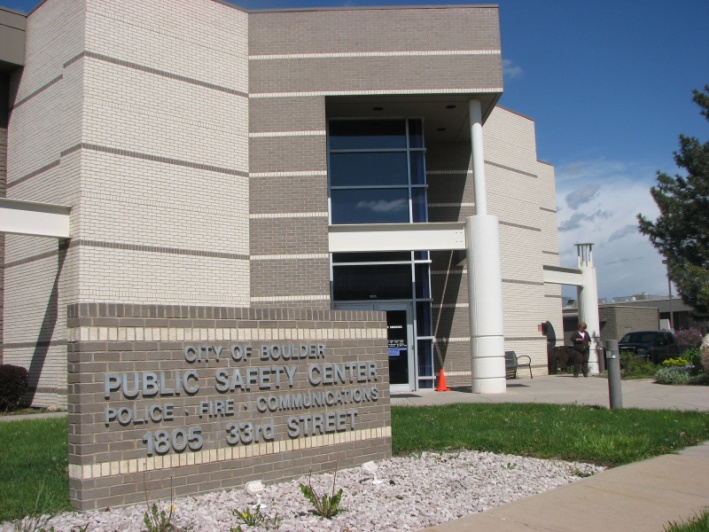 CITY OF BOULDER
PUBLIC SAFETY CENTER
POLICE · FIRE · COMMUNICATIONS
1805 33rd STREET